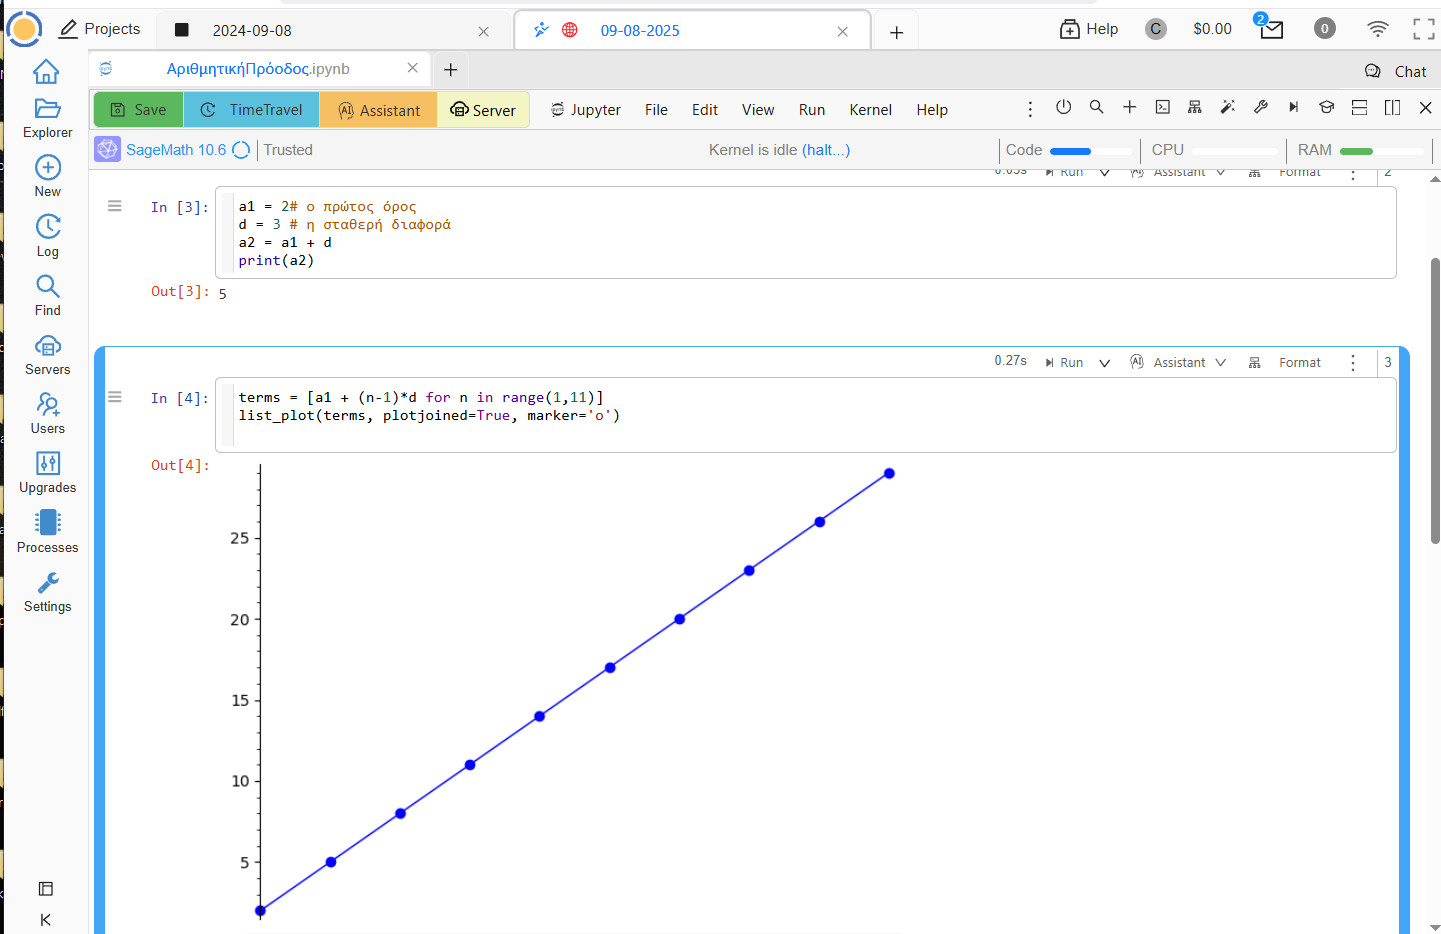 Projects
2024-09-08
09-08-2025
Help
C
$0.00
2
0
ΑριθμητικήΠρόοδος.ipynb
Chat
Save
TimeTravel
Assistant
Server
Jupyter
File
Edit
View
Run
Kernel
Help
SageMath 10.6
Trusted
Kernel is idle (halt...)
Code
CPU
RAM
Explorer
New
Log
Find
Servers
Users
Upgrades
Processes
Settings
0.03s
Run
Assistant
Format
2
In [3]:
a1 = 2# ο πρώτος όρος
d = 3 # η σταθερή διαφορά
a2 = a1 + d
print(a2)
Out[3]: 5
0.27s
Run
Assistant
Format
3
In [4]:
terms = [a1 + (n-1)*d for n in range(1,11)]
list_plot(terms, plotjoined=True, marker='o')
Out[4]:
25
20
15
10
5